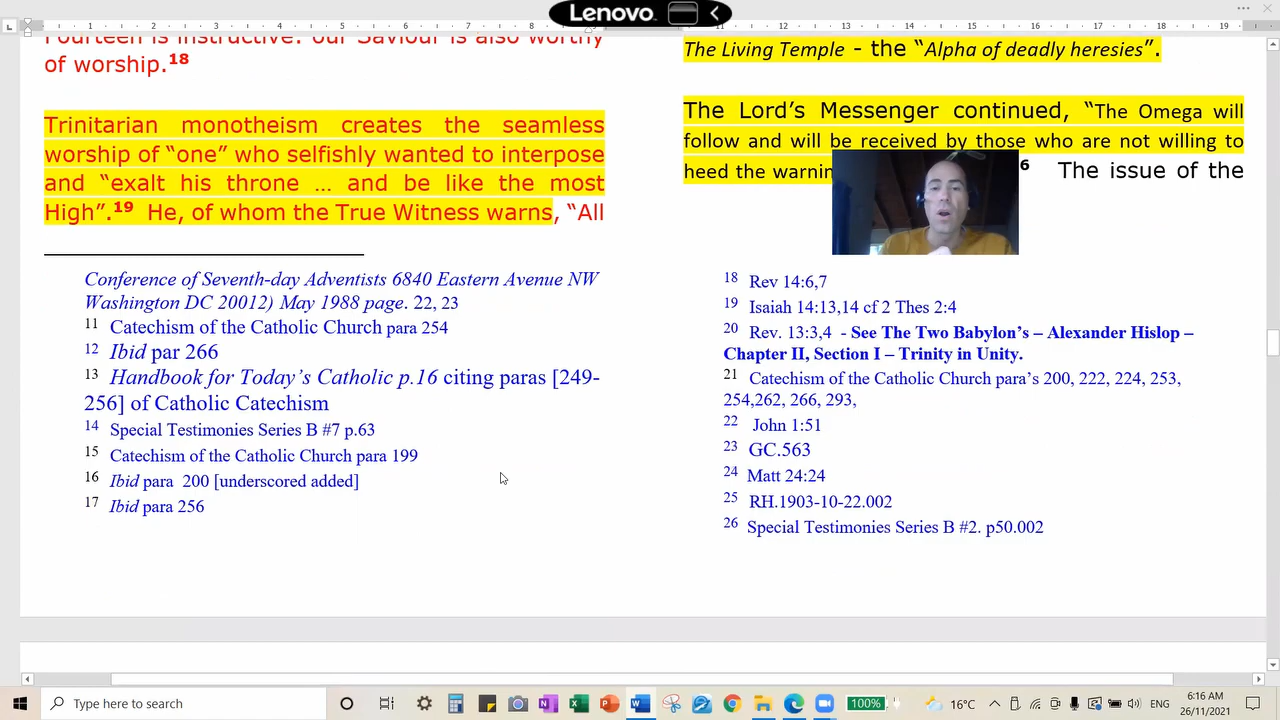 Lenovo
Fourteen is instructive: our Saviour is also worthy
of worship.18
Trinitarian monotheism creates the seamless
worship of “one” who selfishly wanted to interpose
and “exalt his throne … and be like the most
High”.19 He, of whom the True Witness warns, “All
Conference of Seventh-day Adventists 6840 Eastern Avenue NW
Washington DC 20012) May 1988 page. 22, 23
11 Catechism of the Catholic Church para 254
12 Ibid par 266
13 Handbook for Today’s Catholic p.16 citing paras [249-
256] of Catholic Catechism
14 Special Testimonies Series B #7 p.63
15 Catechism of the Catholic Church para 199
16 Ibid para 200 [underscored added]
17 Ibid para 256
The Living Temple - the “Alpha of deadly heresies”.
The Lord’s Messenger continued, “The Omega will
follow and will be received by those who are not willing to
heed the warnin 6 The issue of the
18 Rev 14:6,7
19 Isaiah 14:13,14 cf 2 Thes 2:4
20 Rev. 13:3,4 - See The Two Babylon’s – Alexander Hislop –
Chapter II, Section I – Trinity in Unity.
21 Catechism of the Catholic Church para’s 200, 222, 224, 253,
254,262, 266, 293,
22 John 1:51
23 GC.563
24 Matt 24:24
25 RH.1903-10-22.002
26 Special Testimonies Series B #2. p50.002
Type here to search
100%
16°C
ENG
6:16 AM
26/11/2021